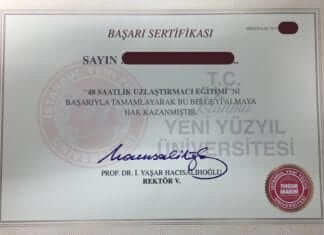 BAŞARI SERTİFİKASI
SAYIN
"48 SAATLİK UZLAŞTIRMACI EĞİTİMİ"Nİ
BAŞARIYLA TAMAMLAYARAK BU BELGEYİ ALMAYA
HAK KAZANMIŞTIR.
T.C.
YENİ YÜZYIL
ÜNİVERSİTESİ
PROF. DR. İ. YAŞAR HACISALİHOĞLU
REKTÖR V.